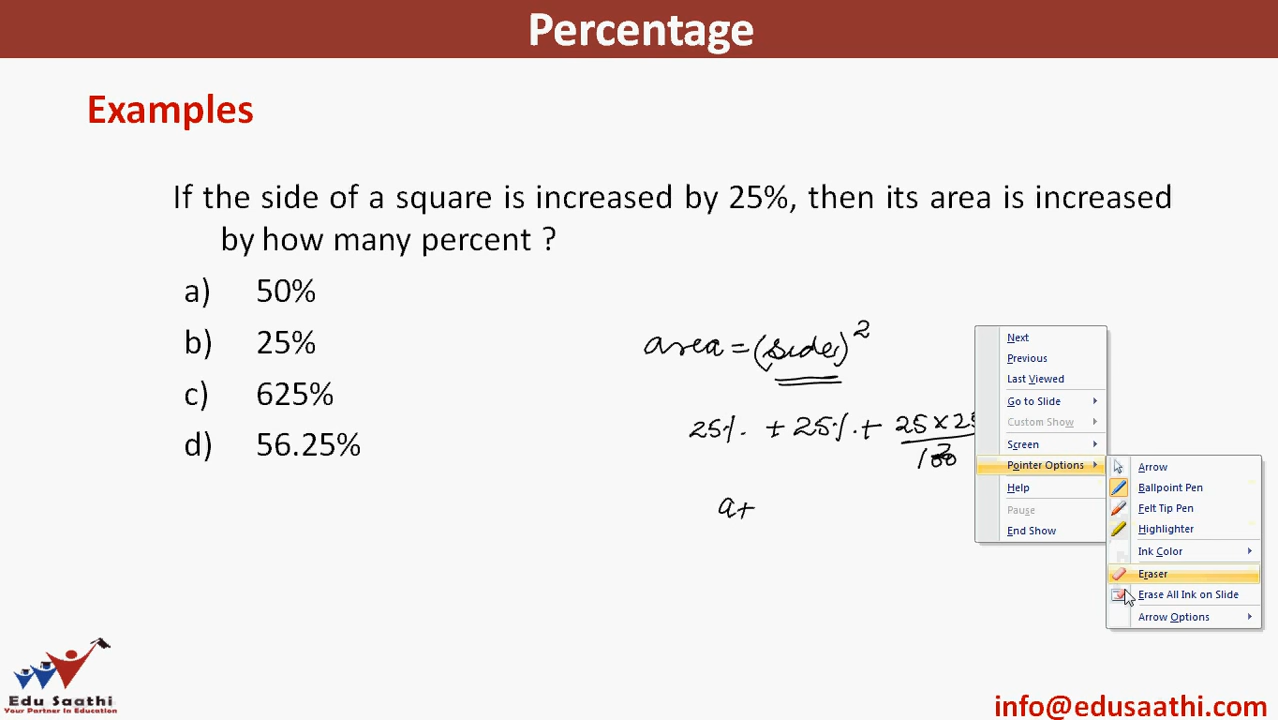 Percentage
Examples
If the side of a square is increased by 25%, then its area is increased
by how many percent ?
a) 50%
b) 25%
c) 625%
d) 56.25%
area = (side)²
25% + 25% + 25 × 25
a+
Next
Previous
Last Viewed
Go to Slide
Custom Show
Screen
Pointer Options
Help
Pause
End Show
Arrow
Ballpoint Pen
Felt Tip Pen
Highlighter
Ink Color
Eraser
Erase All Ink on Slide
Arrow Options
Edu Saathi
Your Partner in Education
info@edusaathi.com